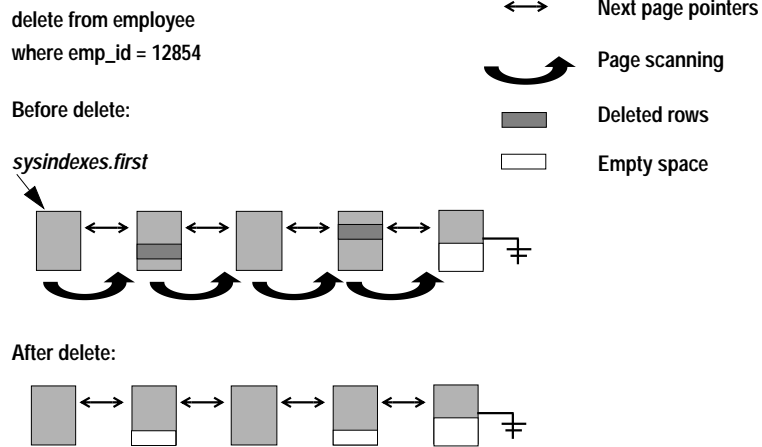 delete from employee
where emp_id = 12854
Before delete:
sysindexes.first
Next page pointers
Page scanning
Deleted rows
Empty space
After delete: